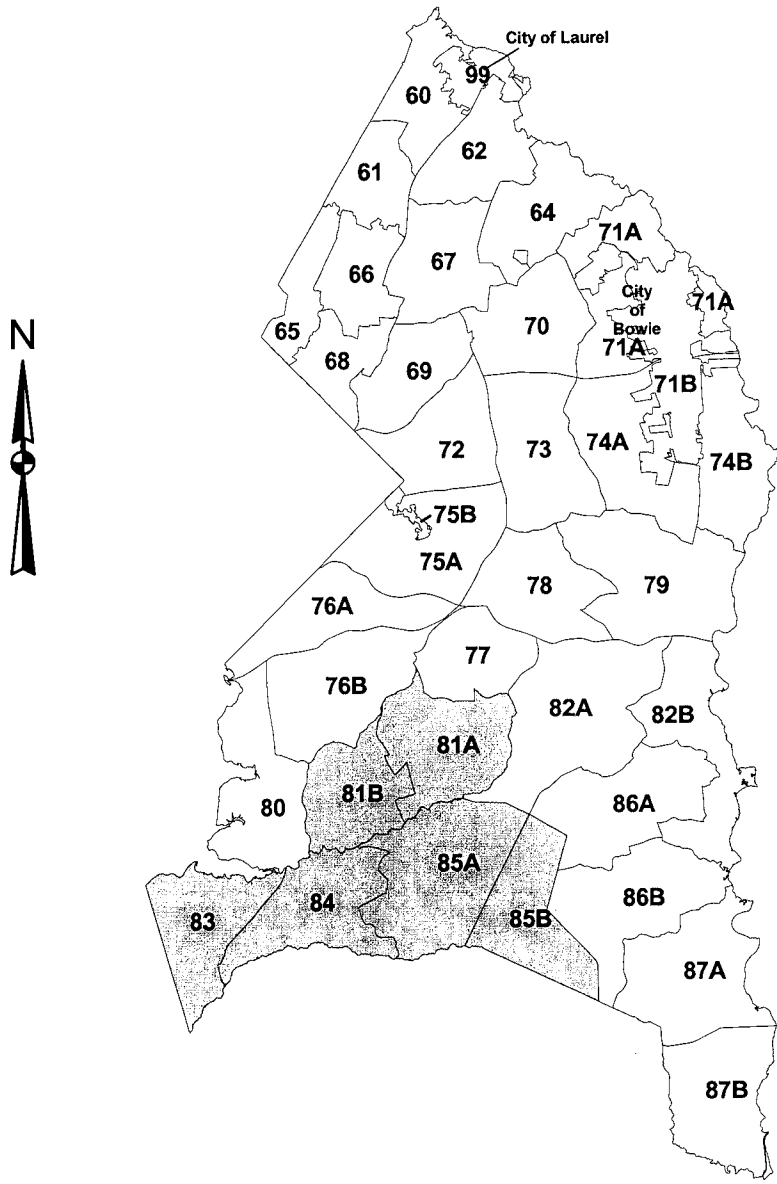 City of Laurel
99
60
62
61
64
71A
67
66
City
of
Bowie
71A
N
65
70
71A
68
69
71B
72
73
74A
74B
75B
75A
78
79
76A
77
76B
82A
82B
81A
81B
80
86A
85A
86B
84
83
85B
87A
87B